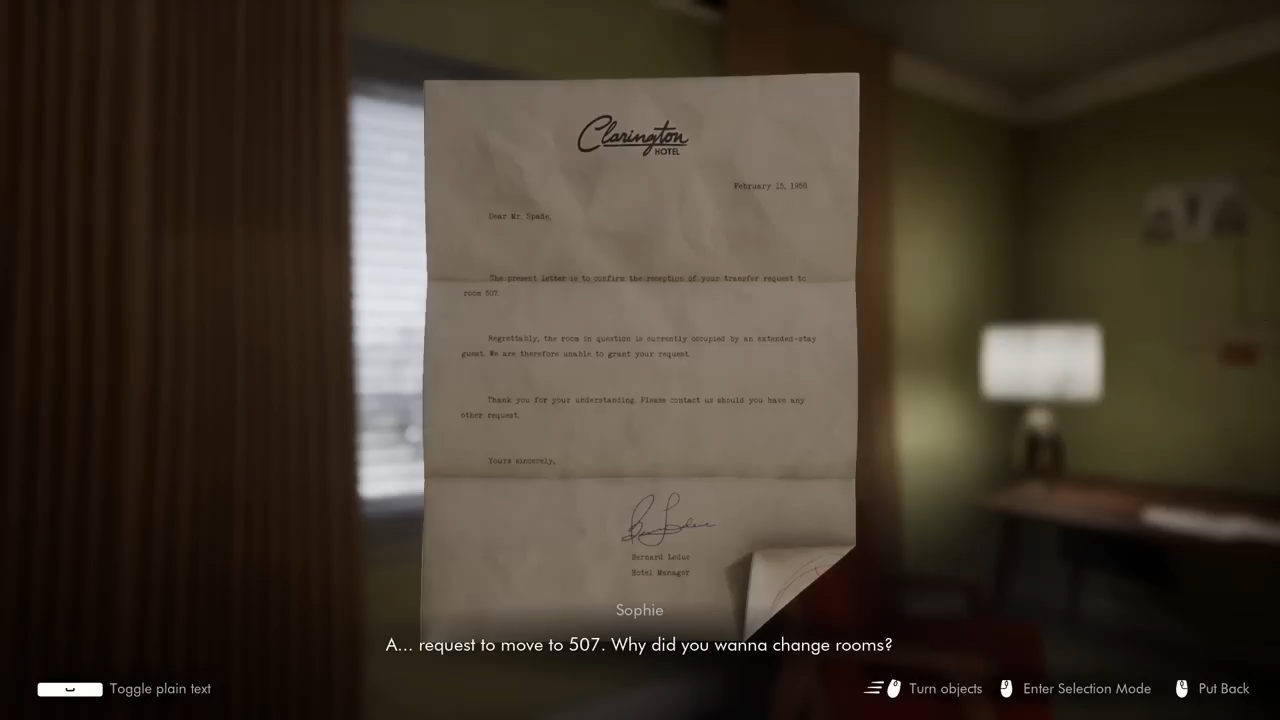 Clarington
HOTEL
February 15, 1958
Dear Mr. Spade,
The present letter is to confirm the reception of your transfer request to
room 507.
Regrettably, the room in question is currently occupied by an extended-stay
guest. We are therefore unable to grant your request.
Thank you for your understanding. Please contact us should you have any
other request.
Yours sincerely,
Bernard Leduc
Hotel Manager
Sophie
A... request to move to 507. Why did you wanna change rooms?
Toggle plain text
Turn objects
Enter Selection Mode
Put Back